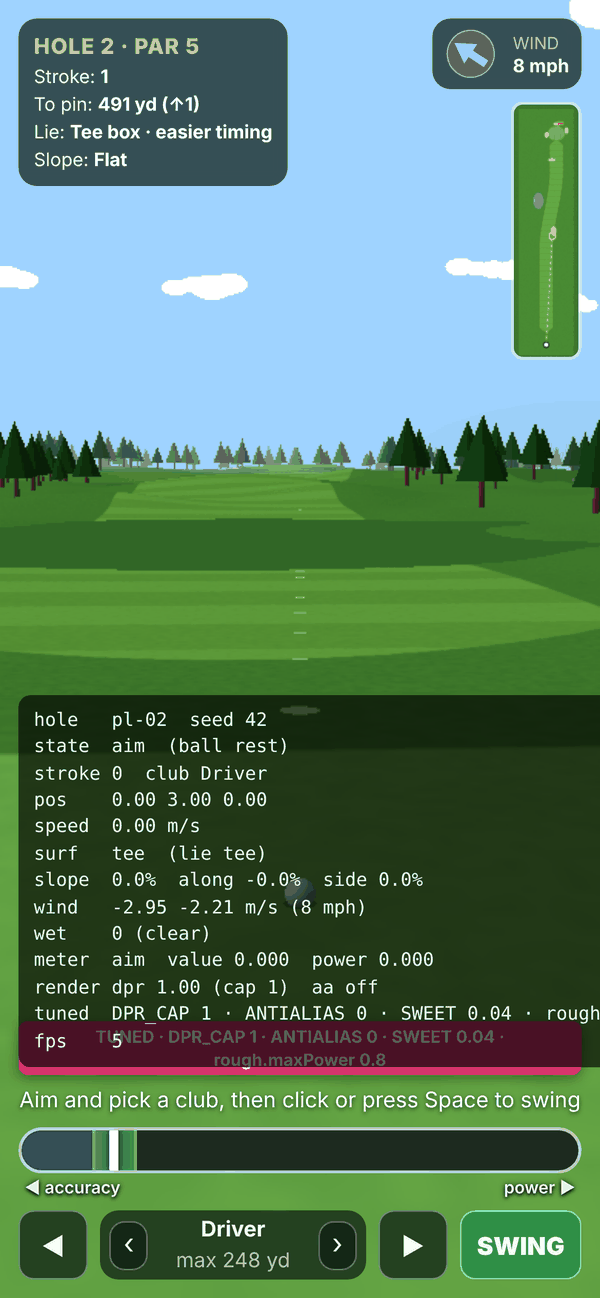 HOLE 2 · PAR 5
Stroke: 1
To pin: 491 yd (↑1)
Lie: Tee box · easier timing
Slope: Flat
WIND
8 mph
hole pl-02 seed 42
state aim (ball rest)
stroke 0 club Driver
pos 0.00 3.00 0.00
speed 0.00 m/s
surf tee (lie tee)
slope 0.0% along -0.0% side 0.0%
wind -2.95 -2.21 m/s (8 mph)
wet 0 (clear)
meter aim value 0.000 power 0.000
render dpr 1.00 (cap 1) aa off
tuned DPR_CAP 1 · ANTIALIAS 0 · SWEET 0.04 · rough
fps 5
TUNED · DPR_CAP 1 · ANTIALIAS 0 · SWEET 0.04 ·
rough.maxPower 0.8
Aim and pick a club, then click or press Space to swing
◀ accuracy
power ▶
◀
‹
Driver
max 248 yd
›
▶
SWING